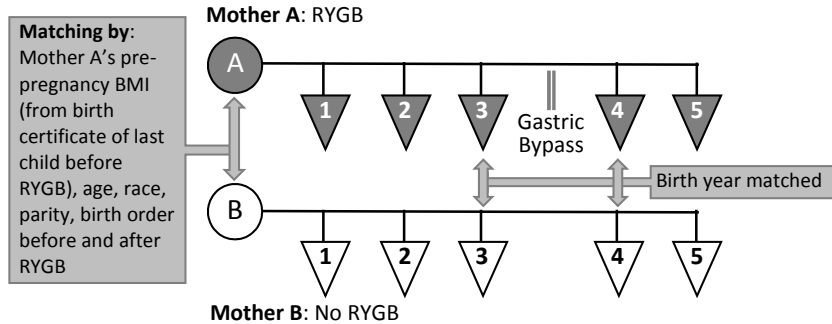 Mother A: RYGB
Matching by:
Mother A's pre-
pregnancy BMI
(from birth
certificate of last
child before
RYGB), age, race,
parity, birth order
before and after
RYGB
A
1 2 3 4 5
Gastric
Bypass
Birth year matched
B
1 2 3 4 5
Mother B: No RYGB